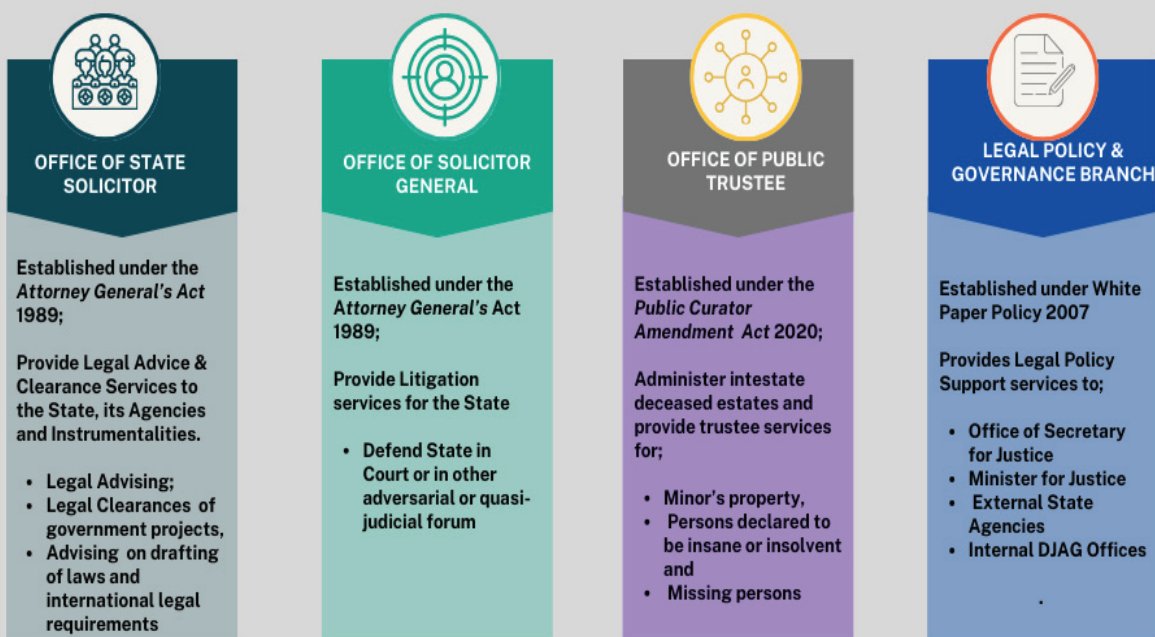 OFFICE OF STATE
SOLICITOR
Established under the
Attorney General's Act
1989;
Provide Legal Advice &
Clearance Services to
the State, its Agencies
and Instrumentalities.
• Legal Advising;
• Legal Clearances of
government projects,
• Advising on drafting
of laws and
international legal
requirements
OFFICE OF SOLICITOR
GENERAL
Established under the
Attorney General's Act
1989;
Provide Litigation
services for the State
• Defend State in
Court or in other
adversarial or quasi-
judicial forum
OFFICE OF PUBLIC
TRUSTEE
Established under the
Public Curator
Amendment Act 2020;
Administer intestate
deceased estates and
provide trustee services
for;
• Minor's property,
• Persons declared to
be insane or insolvent
and
• Missing persons
LEGAL POLICY &
GOVERNANCE BRANCH
Established under White
Paper Policy 2007
Provides Legal Policy
Support services to;
• Office of Secretary
for Justice
• Minister for Justice
• External State
Agencies
• Internal DJAG Offices
.